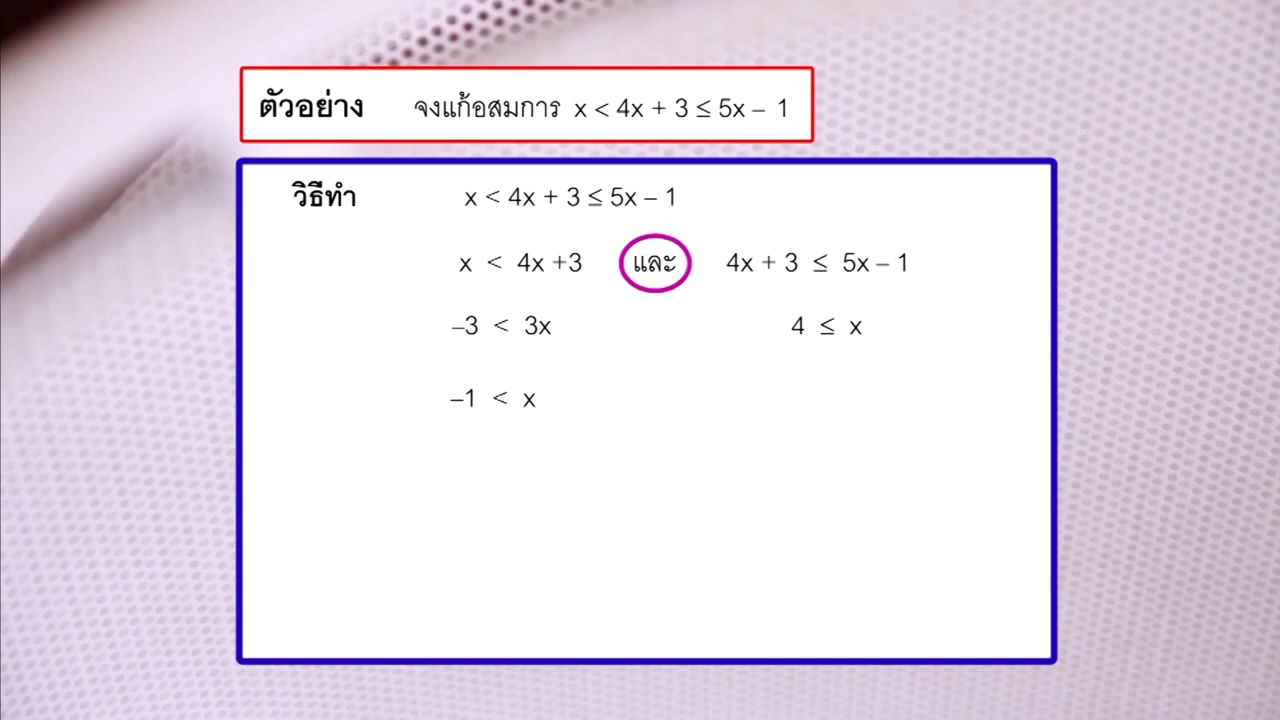 ตัวอย่าง จงแก้อสมการ x < 4x + 3 ≤ 5x – 1
วิธีทำ x < 4x + 3 ≤ 5x – 1
x < 4x +3 และ 4x + 3 ≤ 5x – 1
–3 < 3x 4 ≤ x
–1 < x